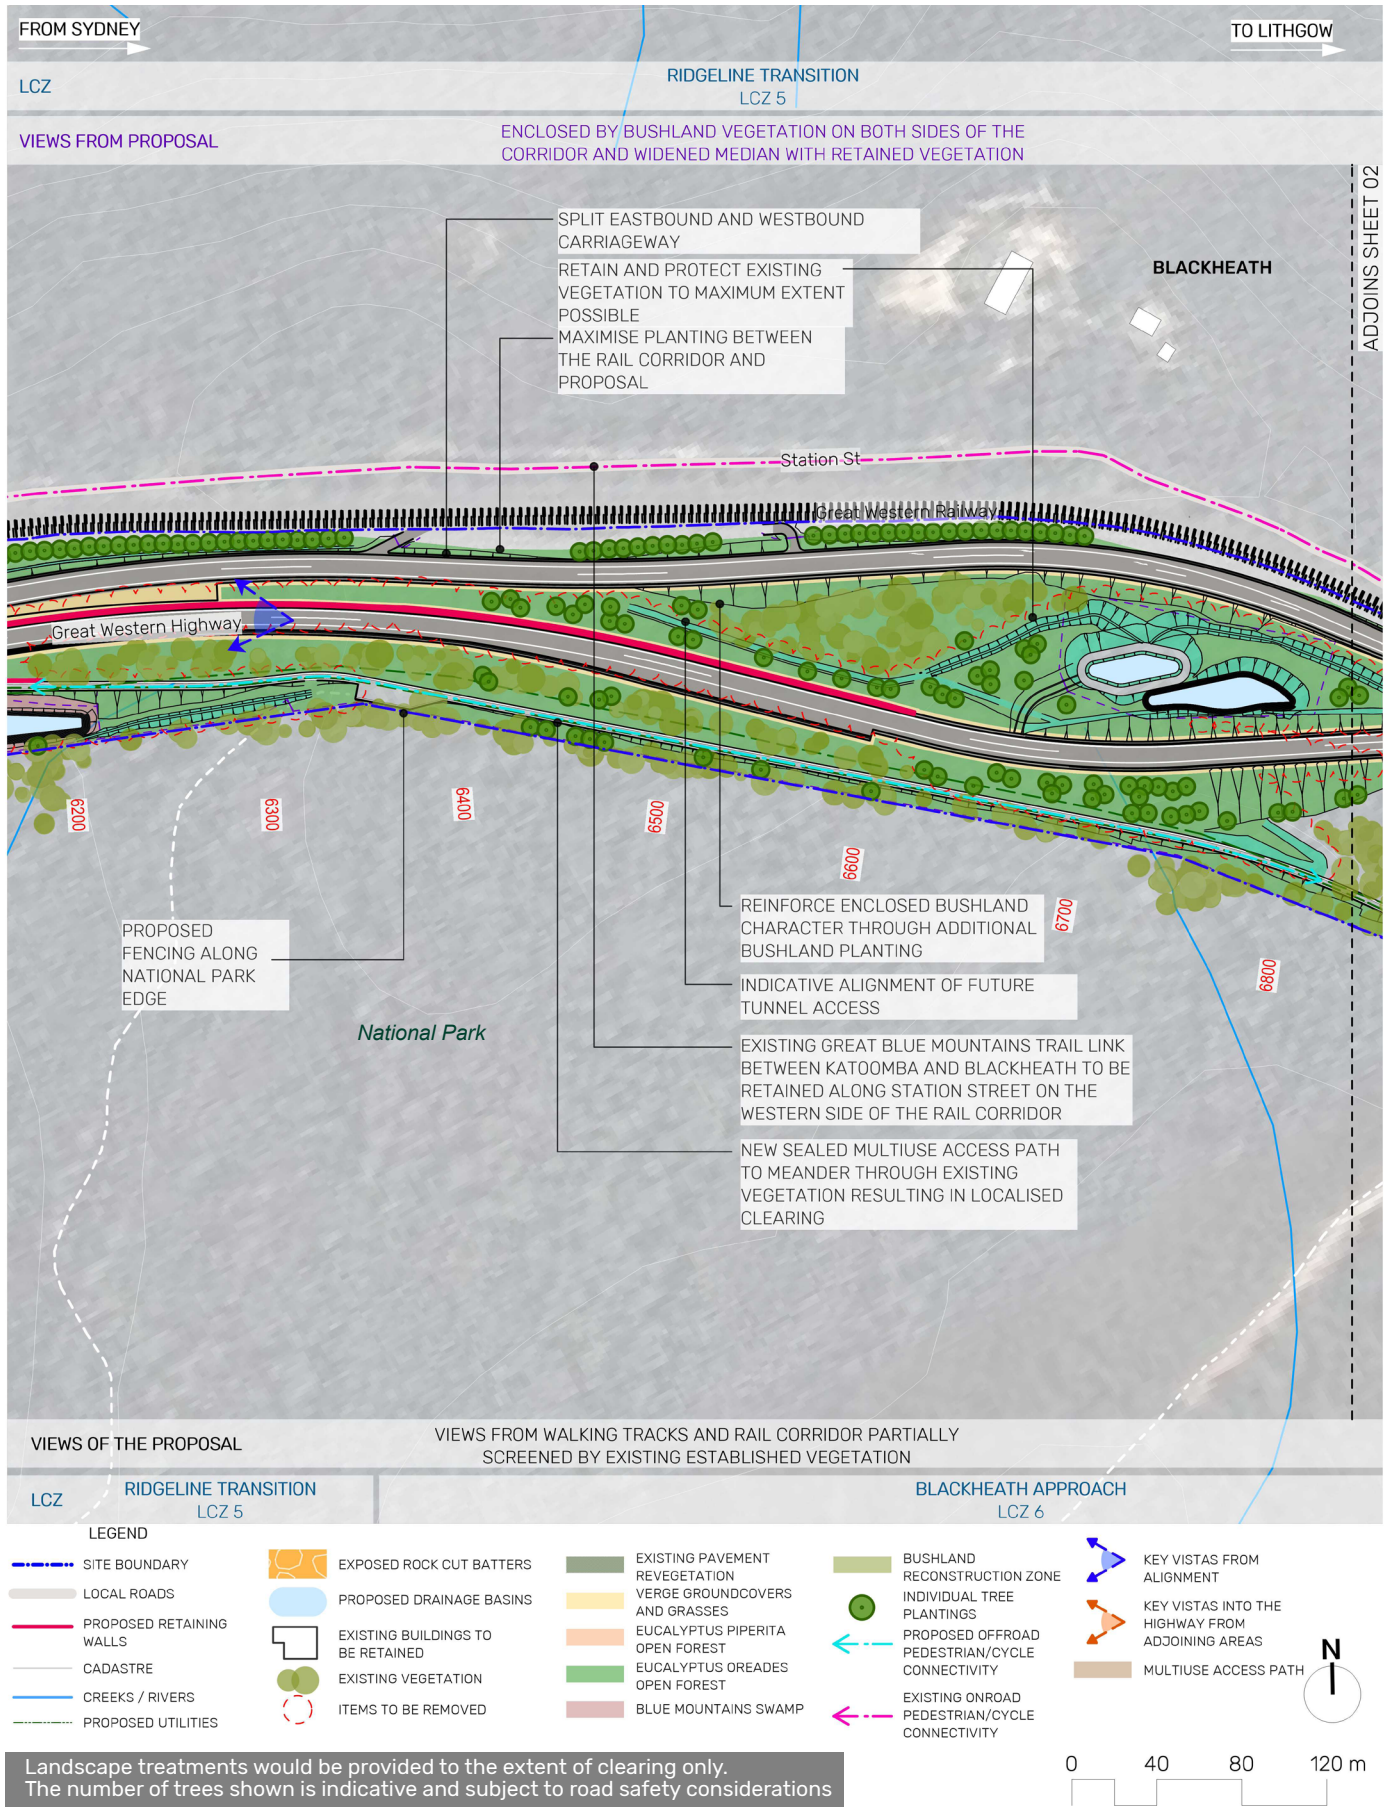 FROM SYDNEY
TO LITHGOW
LCZ
RIDGELINE TRANSITION
LCZ 5
VIEWS FROM PROPOSAL
ENCLOSED BY BUSHLAND VEGETATION ON BOTH SIDES OF THE
CORRIDOR AND WIDENED MEDIAN WITH RETAINED VEGETATION
ADJOINS SHEET 02
SPLIT EASTBOUND AND WESTBOUND
CARRIAGEWAY
RETAIN AND PROTECT EXISTING
VEGETATION TO MAXIMUM EXTENT
POSSIBLE
MAXIMISE PLANTING BETWEEN
THE RAIL CORRIDOR AND
PROPOSAL
BLACKHEATH
Station St
Great Western Railway
Great Western Highway
6200
6300
6400
6500
6600
6700
6800
PROPOSED
FENCING ALONG
NATIONAL PARK
EDGE
National Park
REINFORCE ENCLOSED BUSHLAND
CHARACTER THROUGH ADDITIONAL
BUSHLAND PLANTING
INDICATIVE ALIGNMENT OF FUTURE
TUNNEL ACCESS
EXISTING GREAT BLUE MOUNTAINS TRAIL LINK
BETWEEN KATOOMBA AND BLACKHEATH TO BE
RETAINED ALONG STATION STREET ON THE
WESTERN SIDE OF THE RAIL CORRIDOR
NEW SEALED MULTIUSE ACCESS PATH
TO MEANDER THROUGH EXISTING
VEGETATION RESULTING IN LOCALISED
CLEARING
VIEWS OF THE PROPOSAL
VIEWS FROM WALKING TRACKS AND RAIL CORRIDOR PARTIALLY
SCREENED BY EXISTING ESTABLISHED VEGETATION
LCZ
RIDGELINE TRANSITION
LCZ 5
BLACKHEATH APPROACH
LCZ 6
LEGEND
SITE BOUNDARY
LOCAL ROADS
PROPOSED RETAINING
WALLS
CADASTRE
CREEKS / RIVERS
PROPOSED UTILITIES
EXPOSED ROCK CUT BATTERS
PROPOSED DRAINAGE BASINS
EXISTING BUILDINGS TO
BE RETAINED
EXISTING VEGETATION
ITEMS TO BE REMOVED
EXISTING PAVEMENT
REVEGETATION
VERGE GROUNDCOVERS
AND GRASSES
EUCALYPTUS PIPERITA
OPEN FOREST
EUCALYPTUS OREADES
OPEN FOREST
BLUE MOUNTAINS SWAMP
BUSHLAND
RECONSTRUCTION ZONE
INDIVIDUAL TREE
PLANTINGS
PROPOSED OFFROAD
PEDESTRIAN/CYCLE
CONNECTIVITY
EXISTING ONROAD
PEDESTRIAN/CYCLE
CONNECTIVITY
KEY VISTAS FROM
ALIGNMENT
KEY VISTAS INTO THE
HIGHWAY FROM
ADJOINING AREAS
MULTIUSE ACCESS PATH
N
Landscape treatments would be provided to the extent of clearing only.
The number of trees shown is indicative and subject to road safety considerations
0 40 80 120 m